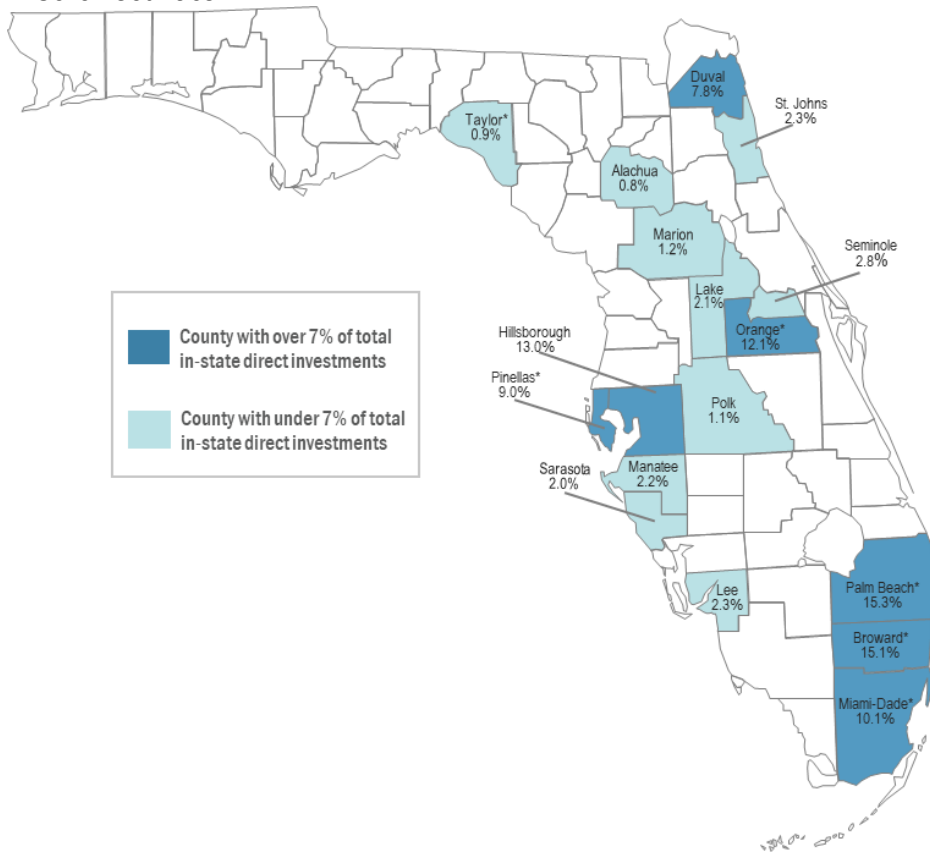 Duval
7.8%
St. Johns
2.3%
Taylor*
0.9%
Alachua
0.8%
Marion
1.2%
Seminole
2.8%
Lake
2.1%
Orange*
12.1%
Hillsborough
13.0%
Pinellas*
9.0%
County with over 7% of total
in-state direct investments
County with under 7% of total
in-state direct investments
Polk
1.1%
Manatee
2.2%
Sarasota
2.0%
Lee
2.3%
Palm Beach*
15.3%
Broward*
15.1%
Miami-Dade*
10.1%